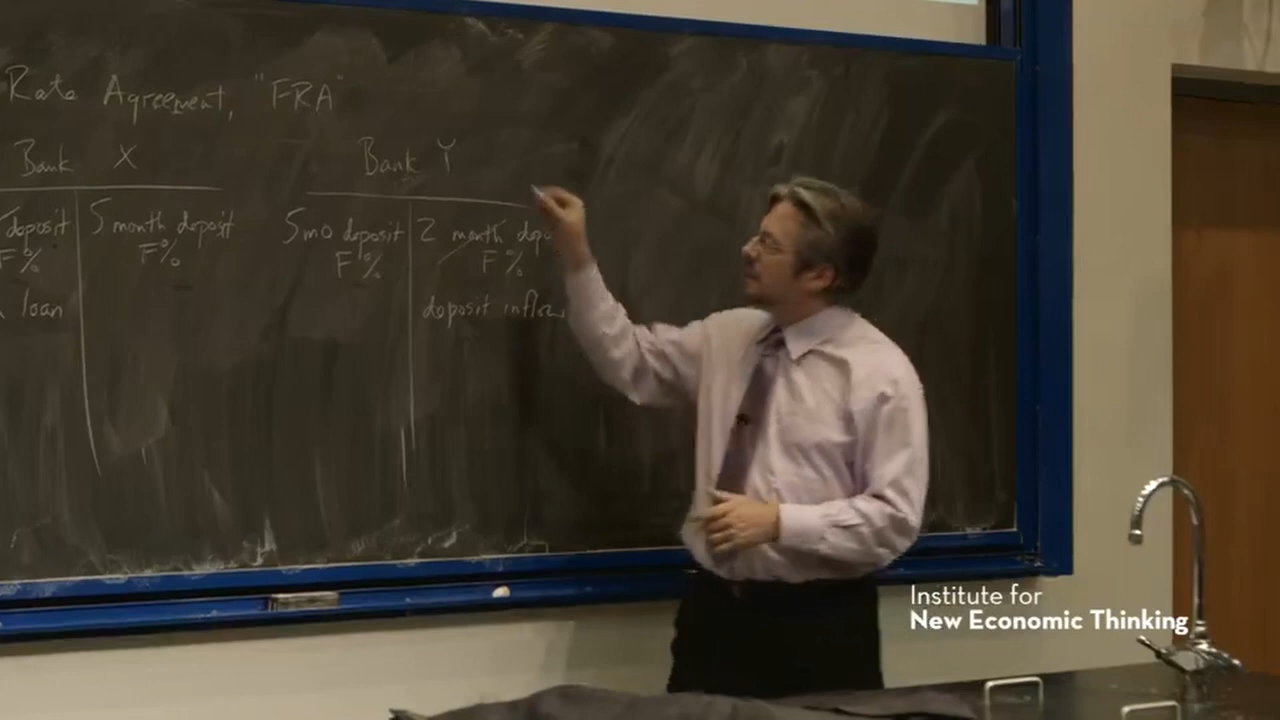 Rate Agreement, "FRA"
Bank X
Bank Y
deposit
F%
loan
5 month deposit
F%
5 mo deposit
F%
2 month depo
F%
deposit inflow
Institute for
New Economic Thinking